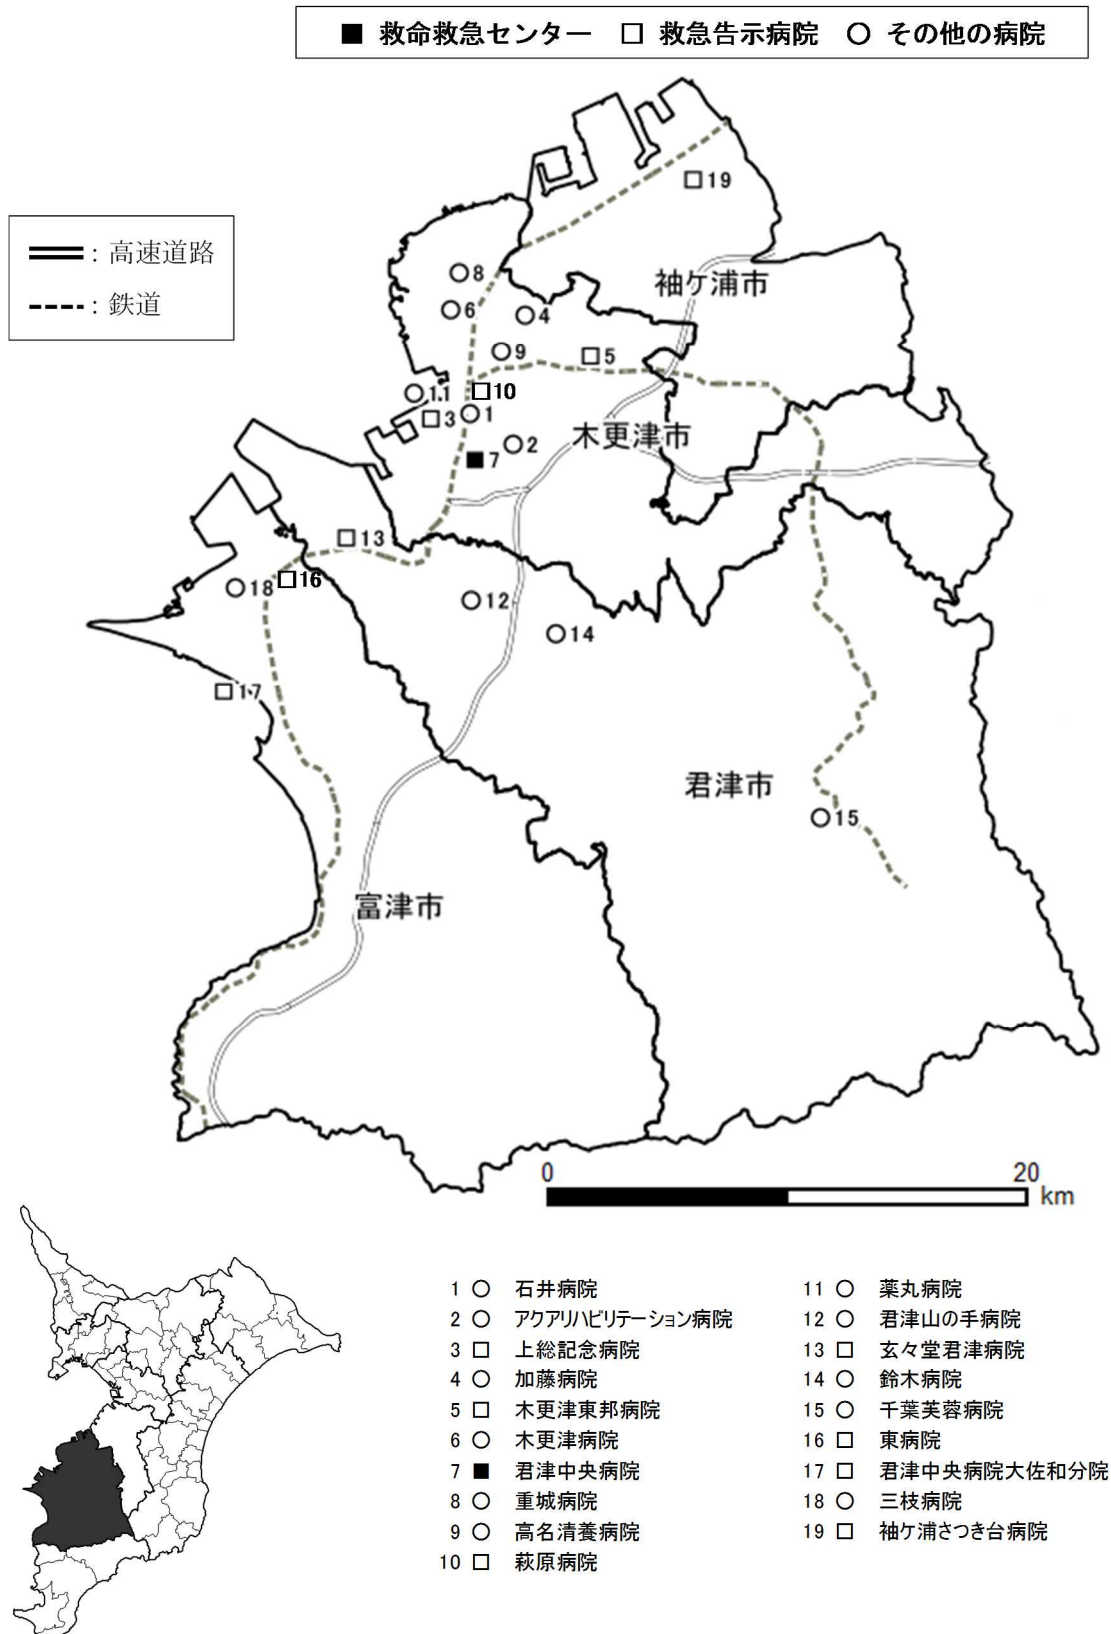 ■ 救命救急センター □ 救急告示病院 ○ その他の病院
：高速道路
：鉄道
19
袖ケ浦市
8
6
4
9
5
11
10
3
1
木更津市
2
7
13
16
18
12
14
17
君津市
15
富津市
0 20
km
1 ○ 石井病院
2 ○ アクアリハビリテーション病院
3 □ 上総記念病院
4 ○ 加藤病院
5 □ 木更津東邦病院
6 ○ 木更津病院
7 ■ 君津中央病院
8 ○ 重城病院
9 ○ 高名清養病院
10 □ 萩原病院
11 ○ 薬丸病院
12 ○ 君津山の手病院
13 □ 玄々堂君津病院
14 ○ 鈴木病院
15 ○ 千葉芙蓉病院
16 □ 東病院
17 □ 君津中央病院大佐和分院
18 ○ 三枝病院
19 □ 袖ケ浦さつき台病院